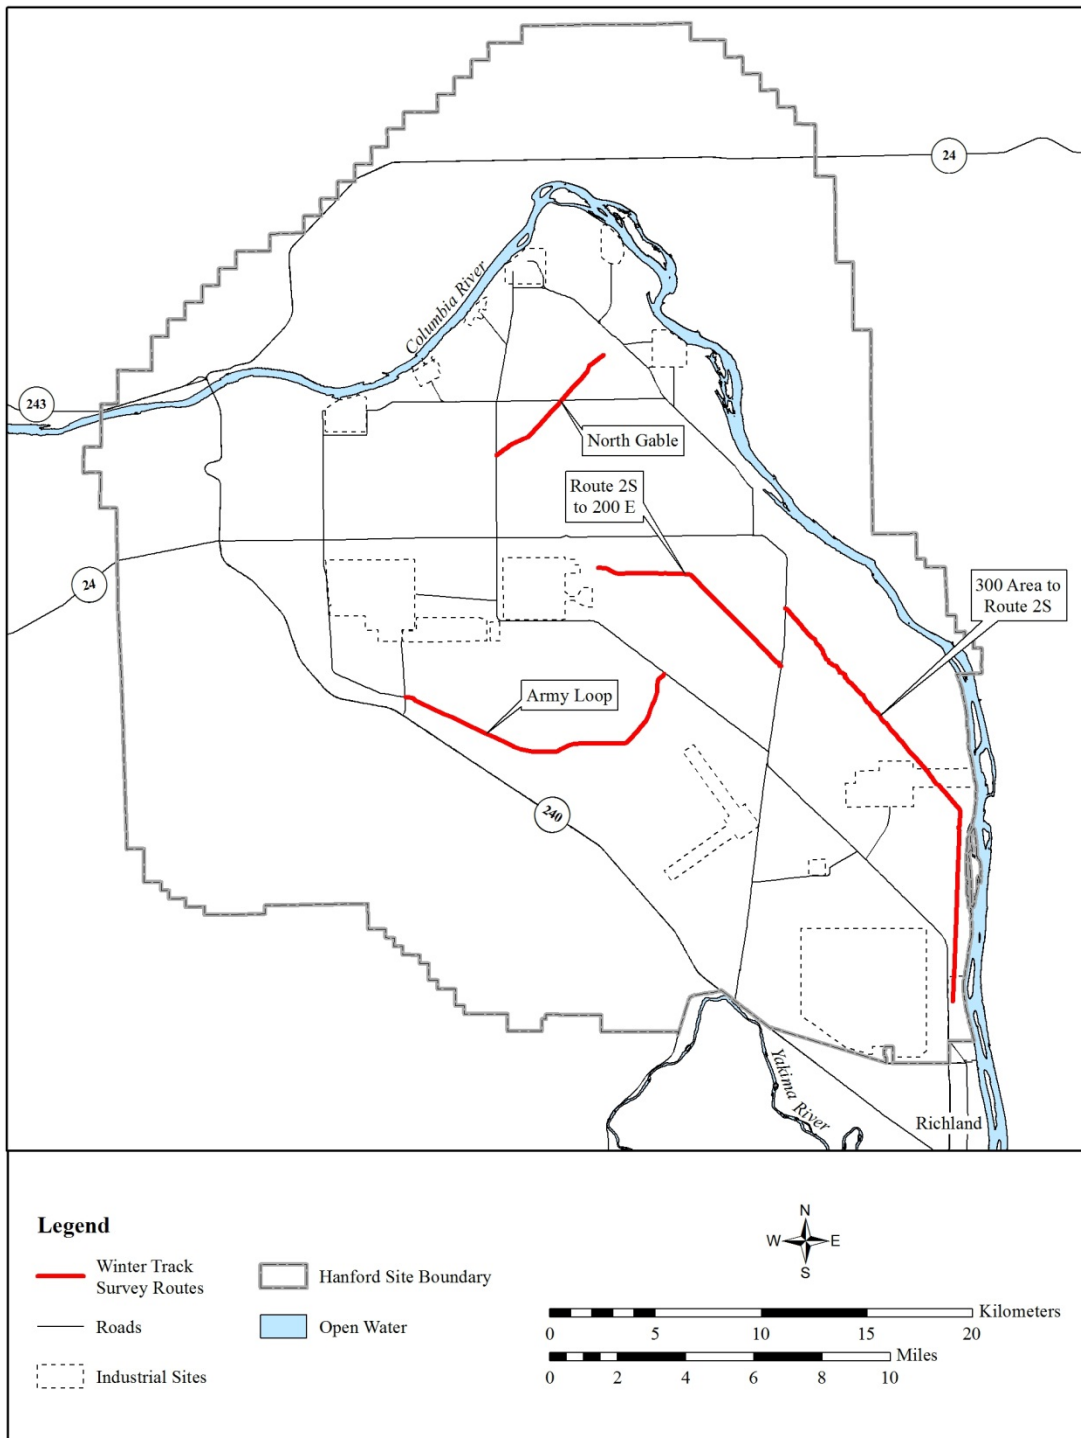 24
Columbia River
243
North Gable
Route 2S
to 200 E
24
300 Area to
Route 2S
Army Loop
240
Yakima River
Richland
Legend
Winter Track
Survey Routes
Hanford Site Boundary
Roads
Open Water
Industrial Sites
N
W E
S
Kilometers
0 5 10 15 20
Miles
0 2 4 6 8 10